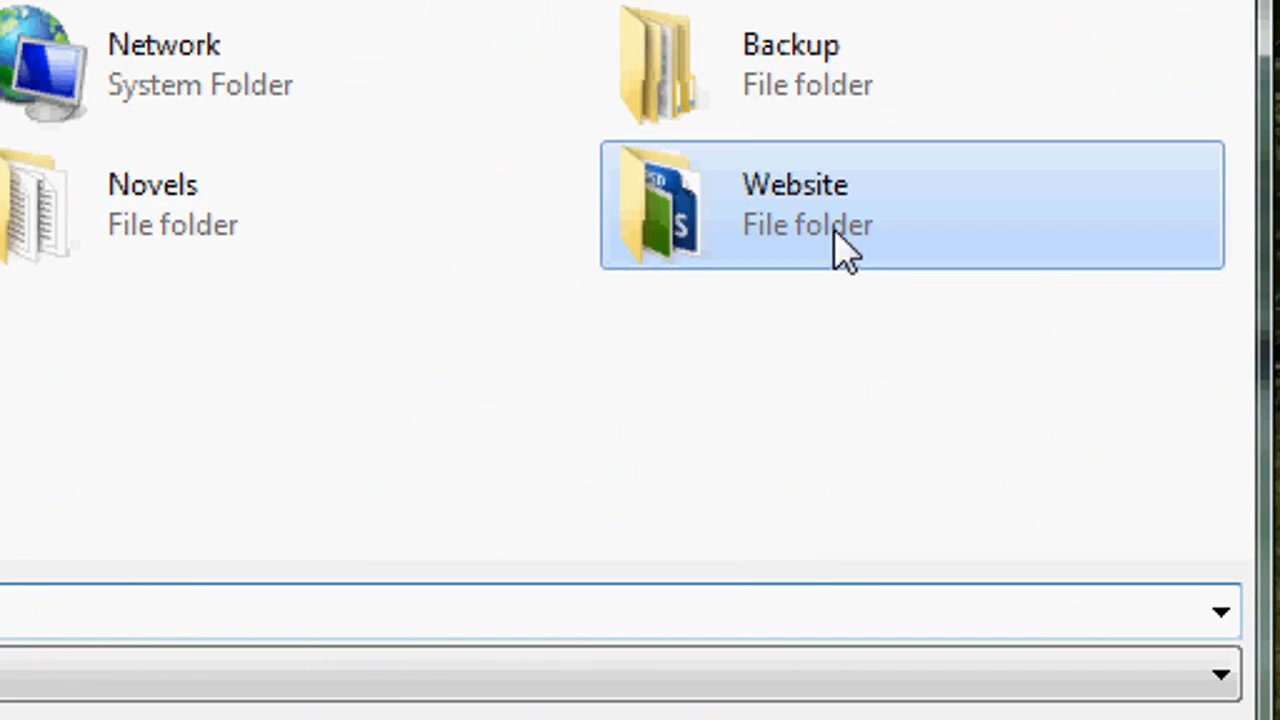 Network
System Folder
Backup
File folder
Novels
File folder
Website
File folder